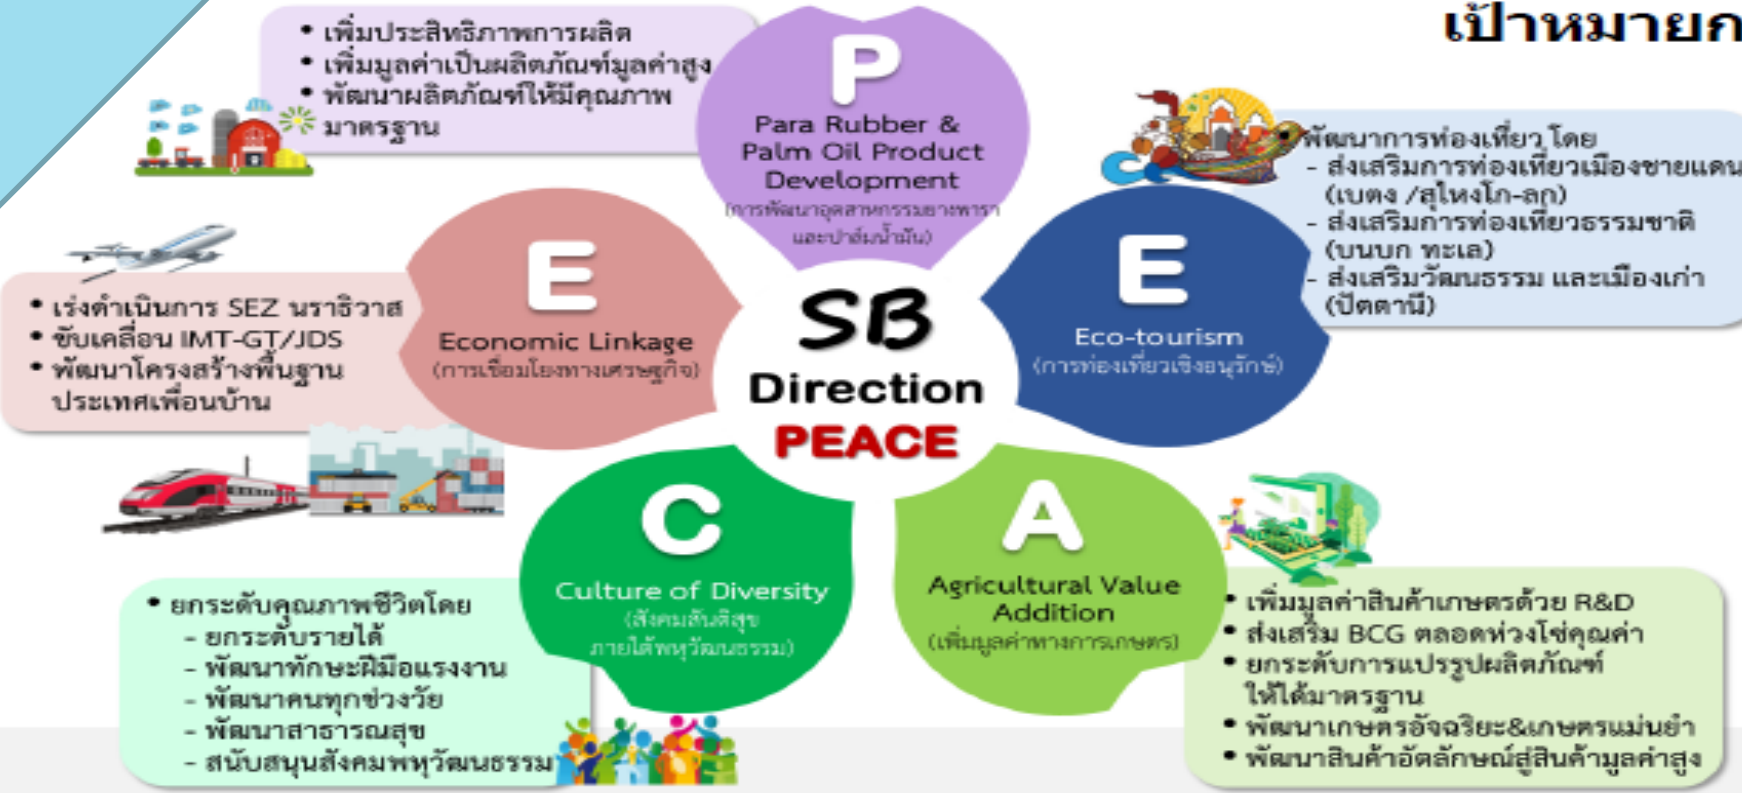 เป้าหมายก
• เพิ่มประสิทธิภาพการผลิต
• เพิ่มมูลค่าเป็นผลิตภัณฑ์มูลค่าสูง
• พัฒนาผลิตภัณฑ์ให้มีคุณภาพ
มาตรฐาน
P
Para Rubber &
Palm Oil Product
Development
(การพัฒนาอุตสาหกรรมยางพารา
และปาล์มน้ำมัน)
พัฒนาการท่องเที่ยว โดย
- ส่งเสริมการท่องเที่ยวเมืองชายแดน
(เบตง /สุไหงโก-ลก)
- ส่งเสริมการท่องเที่ยวธรรมชาติ
(บนบก ทะเล)
- ส่งเสริมวัฒนธรรม และเมืองเก่า
(ปัตตานี)
E
Eco-tourism
(การท่องเที่ยวเชิงอนุรักษ์)
• เร่งดำเนินการ SEZ นราธิวาส
• ขับเคลื่อน IMT-GT/JDS
• พัฒนาโครงสร้างพื้นฐาน
ประเทศเพื่อนบ้าน
E
Economic Linkage
(การเชื่อมโยงทางเศรษฐกิจ)
SB
Direction
PEACE
C
Culture of Diversity
(สังคมสันติสุข
ภายใต้พหุวัฒนธรรม)
A
Agricultural Value
Addition
(เพิ่มมูลค่าทางการเกษตร)
• ยกระดับคุณภาพชีวิตโดย
- ยกระดับรายได้
- พัฒนาทักษะฝีมือแรงงาน
- พัฒนาคนทุกช่วงวัย
- พัฒนาสาธารณสุข
- สนับสนุนสังคมพหุวัฒนธรรม
• เพิ่มมูลค่าสินค้าเกษตรด้วย R&D
• ส่งเสริม BCG ตลอดห่วงโซ่คุณค่า
• ยกระดับการแปรรูปผลิตภัณฑ์
ให้ได้มาตรฐาน
• พัฒนาเกษตรอัจฉริยะ&เกษตรแม่นยำ
• พัฒนาสินค้าอัตลักษณ์สู่สินค้ามูลค่าสูง